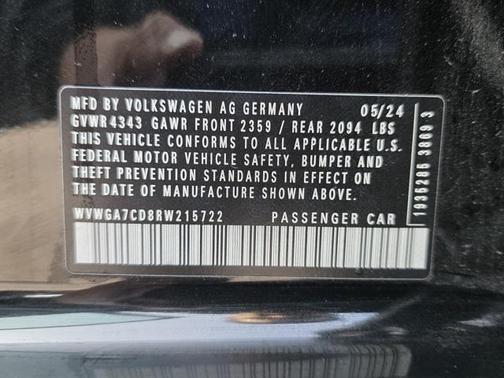 MFD BY VOLKSWAGEN AG GERMANY 05/24
GVWR 4343 GAWR FRONT 2359 / REAR 2094 LBS
THIS VEHICLE CONFORMS TO ALL APPLICABLE U.S.
FEDERAL MOTOR VEHICLE SAFETY, BUMPER AND
THEFT PREVENTION STANDARDS IN EFFECT ON
THE DATE OF MANUFACTURE SHOWN ABOVE.
WVWGA7CD8RW215722 PASSENGER CAR